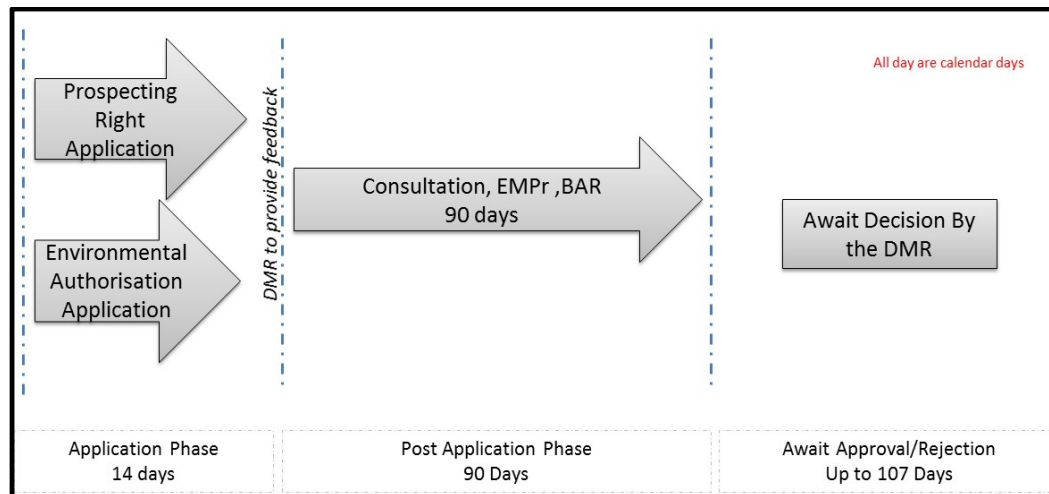 All day are calendar days
Prospecting
Right
Application
Environmental
Authorisation
Application
DMR to provide feedback
Consultation, EMPr ,BAR
90 days
Await Decision By
the DMR
Application Phase
14 days
Post Application Phase
90 Days
Await Approval/Rejection
Up to 107 Days